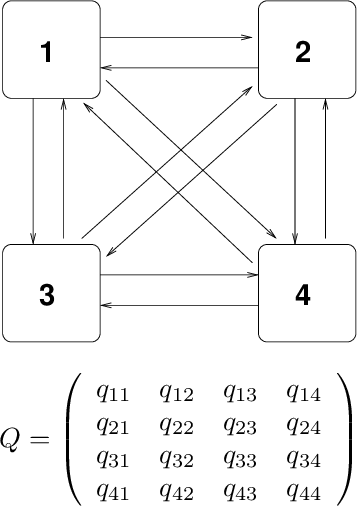 1 2
3 4
Q = ( q₁₁ q₁₂ q₁₃ q₁₄
q₂₁ q₂₂ q₂₃ q₂₄
q₃₁ q₃₂ q₃₃ q₃₄
q₄₁ q₄₂ q₄₃ q₄₄ )